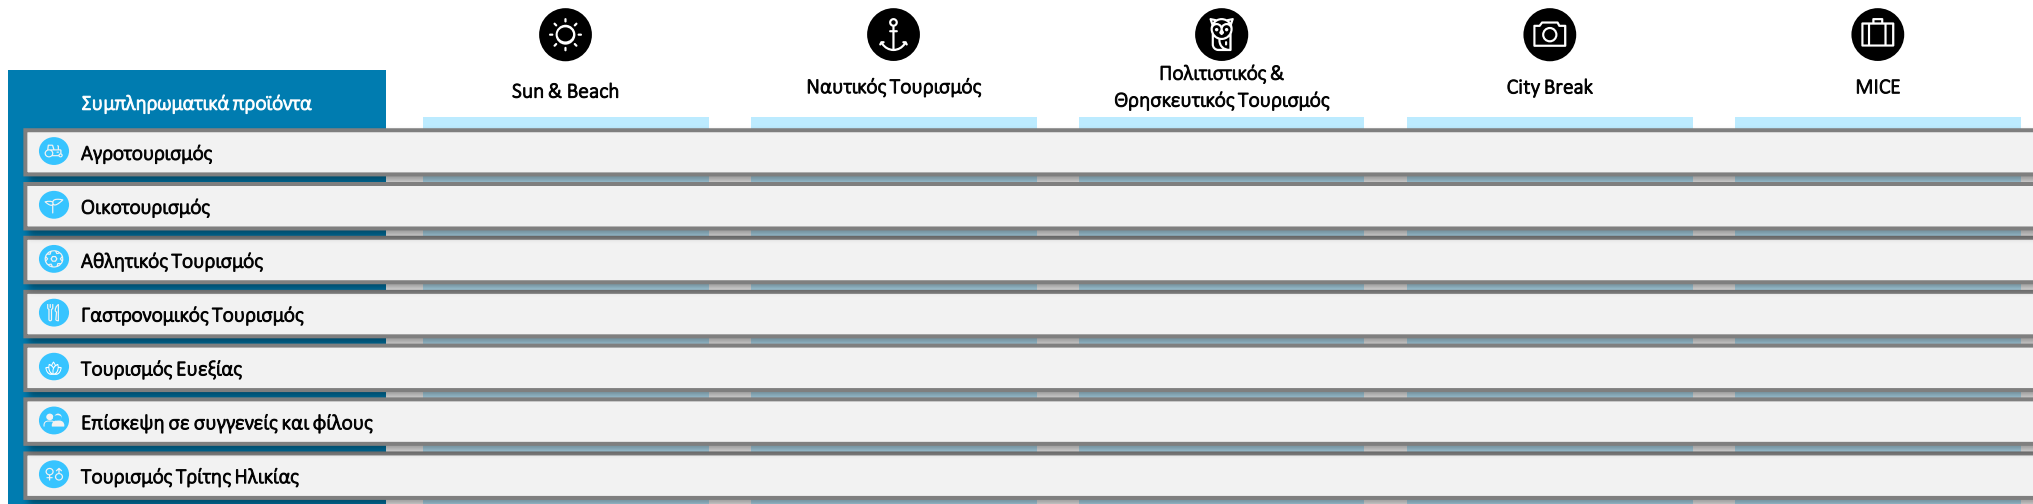 Sun & Beach
Ναυτικός Τουρισμός
Πολιτιστικός &
Θρησκευτικός Τουρισμός
City Break
MICE
Συμπληρωματικά προϊόντα
Αγροτουρισμός
Οικοτουρισμός
Αθλητικός Τουρισμός
Γαστρονομικός Τουρισμός
Τουρισμός Ευεξίας
Επίσκεψη σε συγγενείς και φίλους
Τουρισμός Τρίτης Ηλικίας